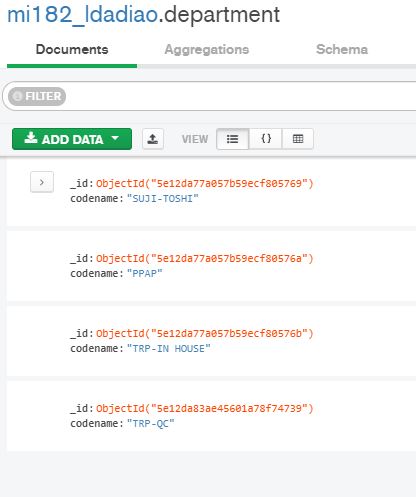 mi182_ldadiao.department
Documents Aggregations Schema
FILTER
ADD DATA VIEW { }
_id: ObjectId("5e12da77a057b59ecf805769")
codename: "SUJI-TOSHI"
_id: ObjectId("5e12da77a057b59ecf80576a")
codename: "PPAP"
_id: ObjectId("5e12da77a057b59ecf80576b")
codename: "TRP-IN HOUSE"
_id: ObjectId("5e12da83ae45601a78f74739")
codename: "TRP-QC"